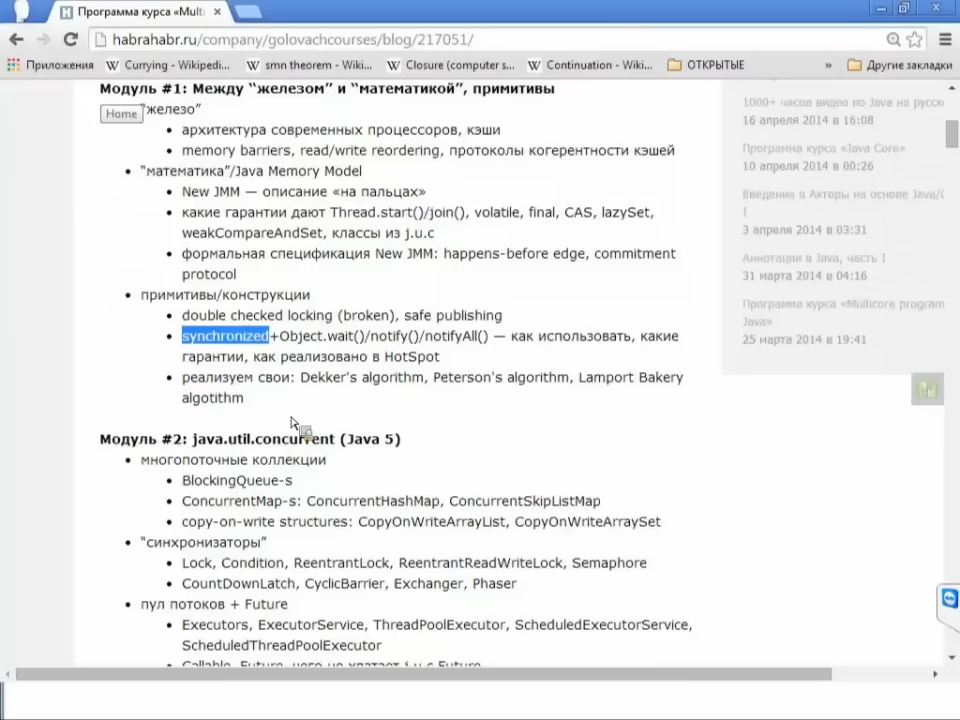 Программа курса «Mult
habrahabr.ru/company/golovachcourses/blog/217051/
Приложения
Currying - Wikipedi...
smn theorem - Wiki...
Closure (computer s...
Continuation - Wiki...
ОТКРЫТЫЕ
»
Другие закладки
Модуль #1: Между “железом” и “математикой”, примитивы
Home
“железо”
архитектура современных процессоров, кэши
memory barriers, read/write reordering, протоколы когерентности кэшей
“математика”/Java Memory Model
New JMM — описание «на пальцах»
какие гарантии дают Thread.start()/join(), volatile, final, CAS, lazySet,
weakCompareAndSet, классы из j.u.c
формальная спецификация New JMM: happens-before edge, commitment
protocol
примитивы/конструкции
double checked locking (broken), safe publishing
synchronized+Object.wait()/notify()/notifyAll() — как использовать, какие
гарантии, как реализовано в HotSpot
реализуем свои: Dekker's algorithm, Peterson's algorithm, Lamport Bakery
algotithm
Модуль #2: java.util.concurrent (Java 5)
многопоточные коллекции
BlockingQueue-s
ConcurrentMap-s: ConcurrentHashMap, ConcurrentSkipListMap
copy-on-write structures: CopyOnWriteArrayList, CopyOnWriteArraySet
“синхронизаторы”
Lock, Condition, ReentrantLock, ReentrantReadWriteLock, Semaphore
CountDownLatch, CyclicBarrier, Exchanger, Phaser
пул потоков + Future
Executors, ExecutorService, ThreadPoolExecutor, ScheduledExecutorService,
ScheduledThreadPoolExecutor
Callable, Future, чего не хватает j.u.c.Future
1000+ часов видео по Java на русск
16 апреля 2014 в 16:08
Программа курса «Java Core»
10 апреля 2014 в 00:26
Введение в Акторы на основе Java/
I
3 апреля 2014 в 03:31
Аннотации в Java, часть I
31 марта 2014 в 04:16
Программа курса «Multicore program
Java»
25 марта 2014 в 19:41